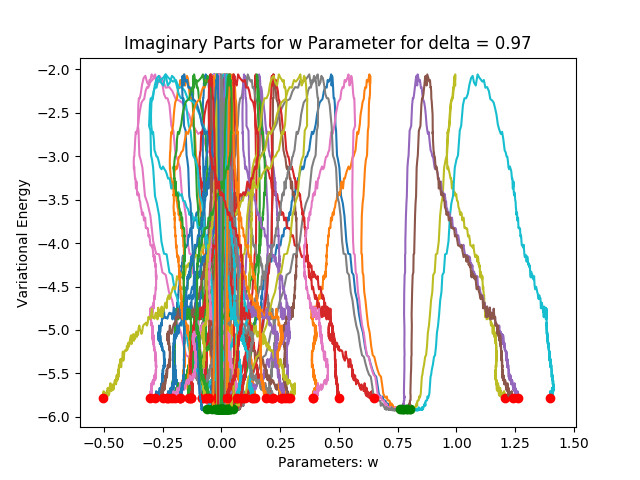 Imaginary Parts for w Parameter for delta = 0.97
Variational Energy
−2.0
−2.5
−3.0
−3.5
−4.0
−4.5
−5.0
−5.5
−6.0
−0.50 −0.25 0.00 0.25 0.50 0.75 1.00 1.25 1.50
Parameters: w